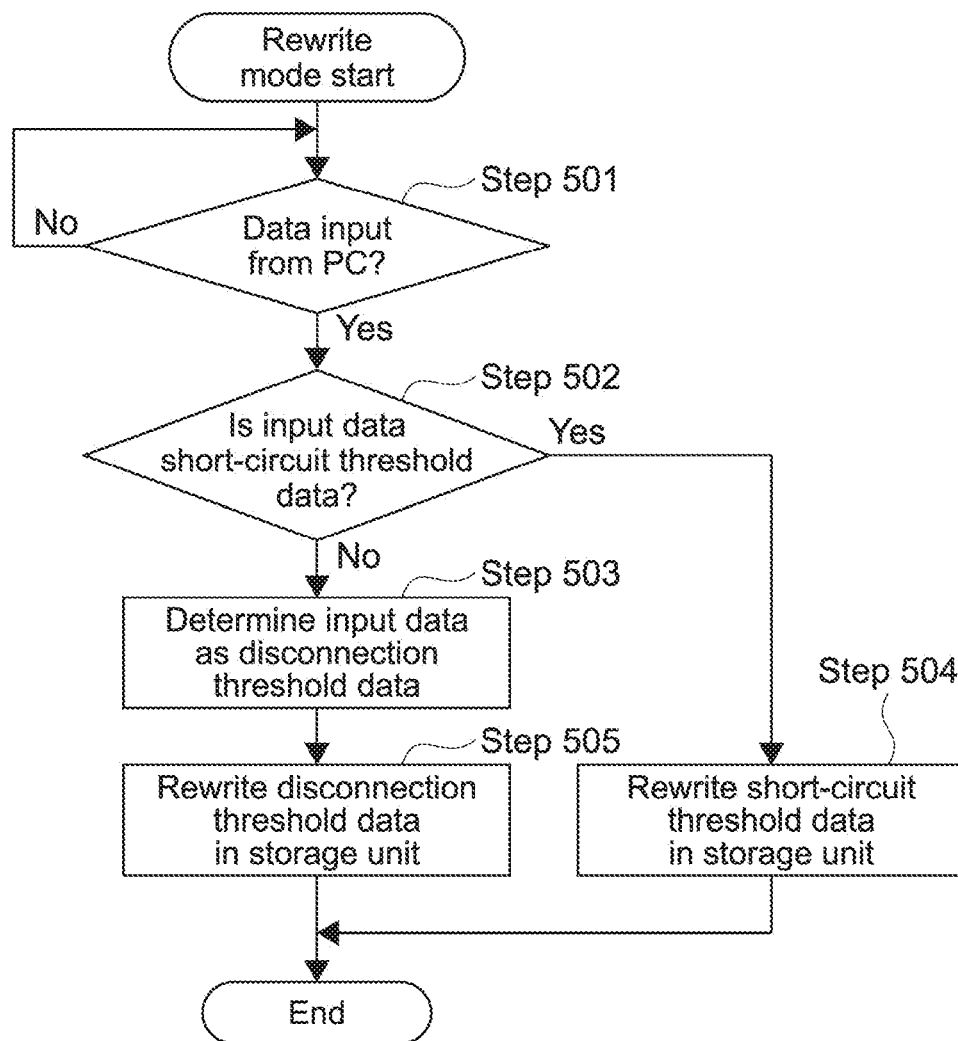 Rewrite
mode start
Step 501
No
Data input
from PC?
Yes
Step 502
Is input data
short-circuit threshold
data?
Yes
No
Step 503
Determine input data
as disconnection
threshold data
Step 504
Step 505
Rewrite disconnection
threshold data
in storage unit
Rewrite short-circuit
threshold data
in storage unit
End